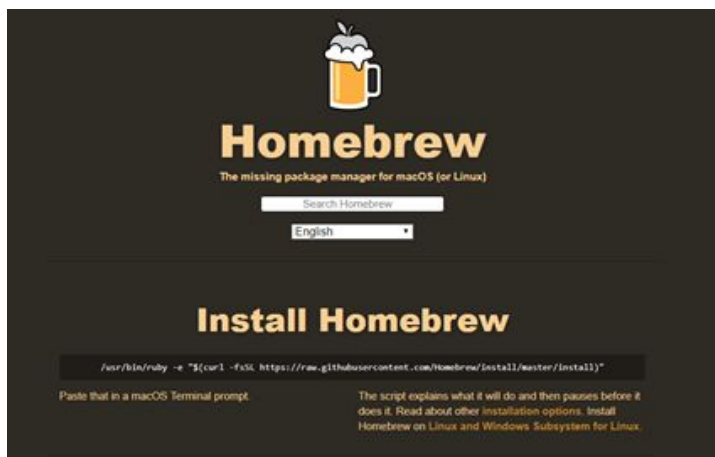 Homebrew
The missing package manager for macOS (or Linux)
Search Homebrew
English
Install Homebrew
/usr/bin/ruby -e "$(curl -fsSL https://raw.githubusercontent.com/Homebrew/install/master/install)"
Paste that in a macOS Terminal prompt.
The script explains what it will do and then pauses before it
does it. Read about other installation options. Install
Homebrew on Linux and Windows Subsystem for Linux.